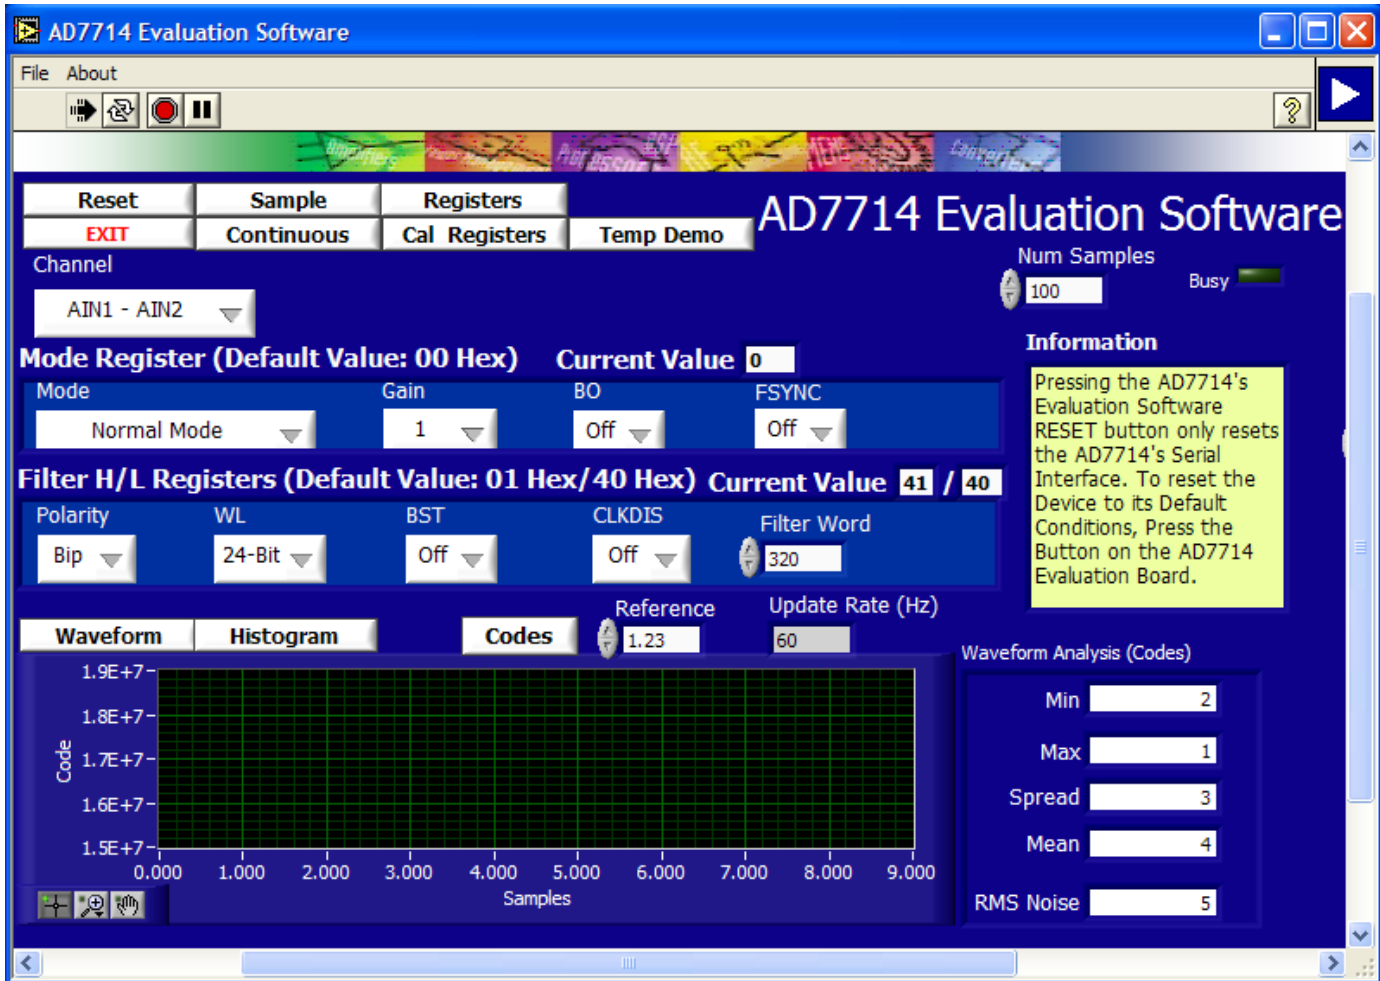 AD7714 Evaluation Software
File About
Amplifiers Power Management Processor DSP MEMS Converters
Reset Sample Registers
EXIT Continuous Cal Registers Temp Demo
AD7714 Evaluation Software
Channel
AIN1 - AIN2
Num Samples
100
Busy
Mode Register (Default Value: 00 Hex) Current Value 0
Mode Gain BO FSYNC
Normal Mode 1 Off Off
Filter H/L Registers (Default Value: 01 Hex/40 Hex) Current Value 41 / 40
Polarity WL BST CLKDIS Filter Word
Bip 24-Bit Off Off 320
Information
Pressing the AD7714's
Evaluation Software
RESET button only resets
the AD7714's Serial
Interface. To reset the
Device to its Default
Conditions, Press the
Button on the AD7714
Evaluation Board.
Reference Update Rate (Hz)
Waveform Histogram Codes 1.23 60
1.9E+7
1.8E+7
1.7E+7
1.6E+7
1.5E+7
Code
0.000 1.000 2.000 3.000 4.000 5.000 6.000 7.000 8.000 9.000
Samples
Waveform Analysis (Codes)
Min 2
Max 1
Spread 3
Mean 4
RMS Noise 5